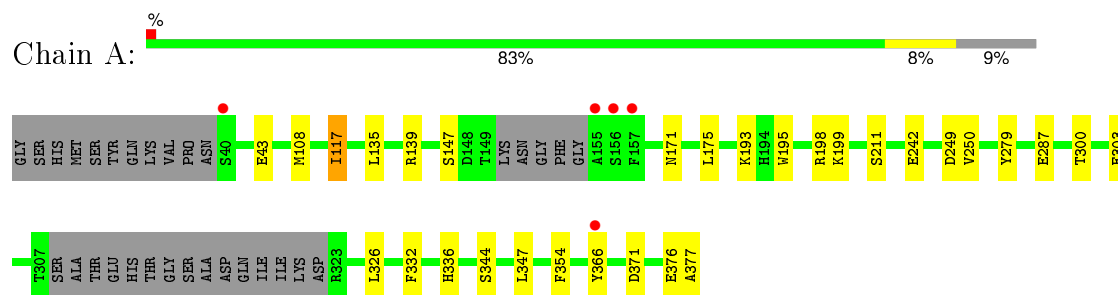 %
Chain A:
83%
8%
9%
GLY SER HIS MET SER TYR GLN LYS VAL PRO ASN S40 E43 M108 I117 L135 R139 S147 D148 T149 LYS ASN GLY PHE GLY A155 S156 F157 N171 L175 K193 H194 W195 R198 K199 S211 E242 D249 V250 Y279 E287 T300
T307 SER ALA THR GLU HIS THR GLY SER ALA ASP GLN ILE ILE LYS ASP R323 L326 F332 H336 S344 L347 F354 Y366 D371 E376 A377